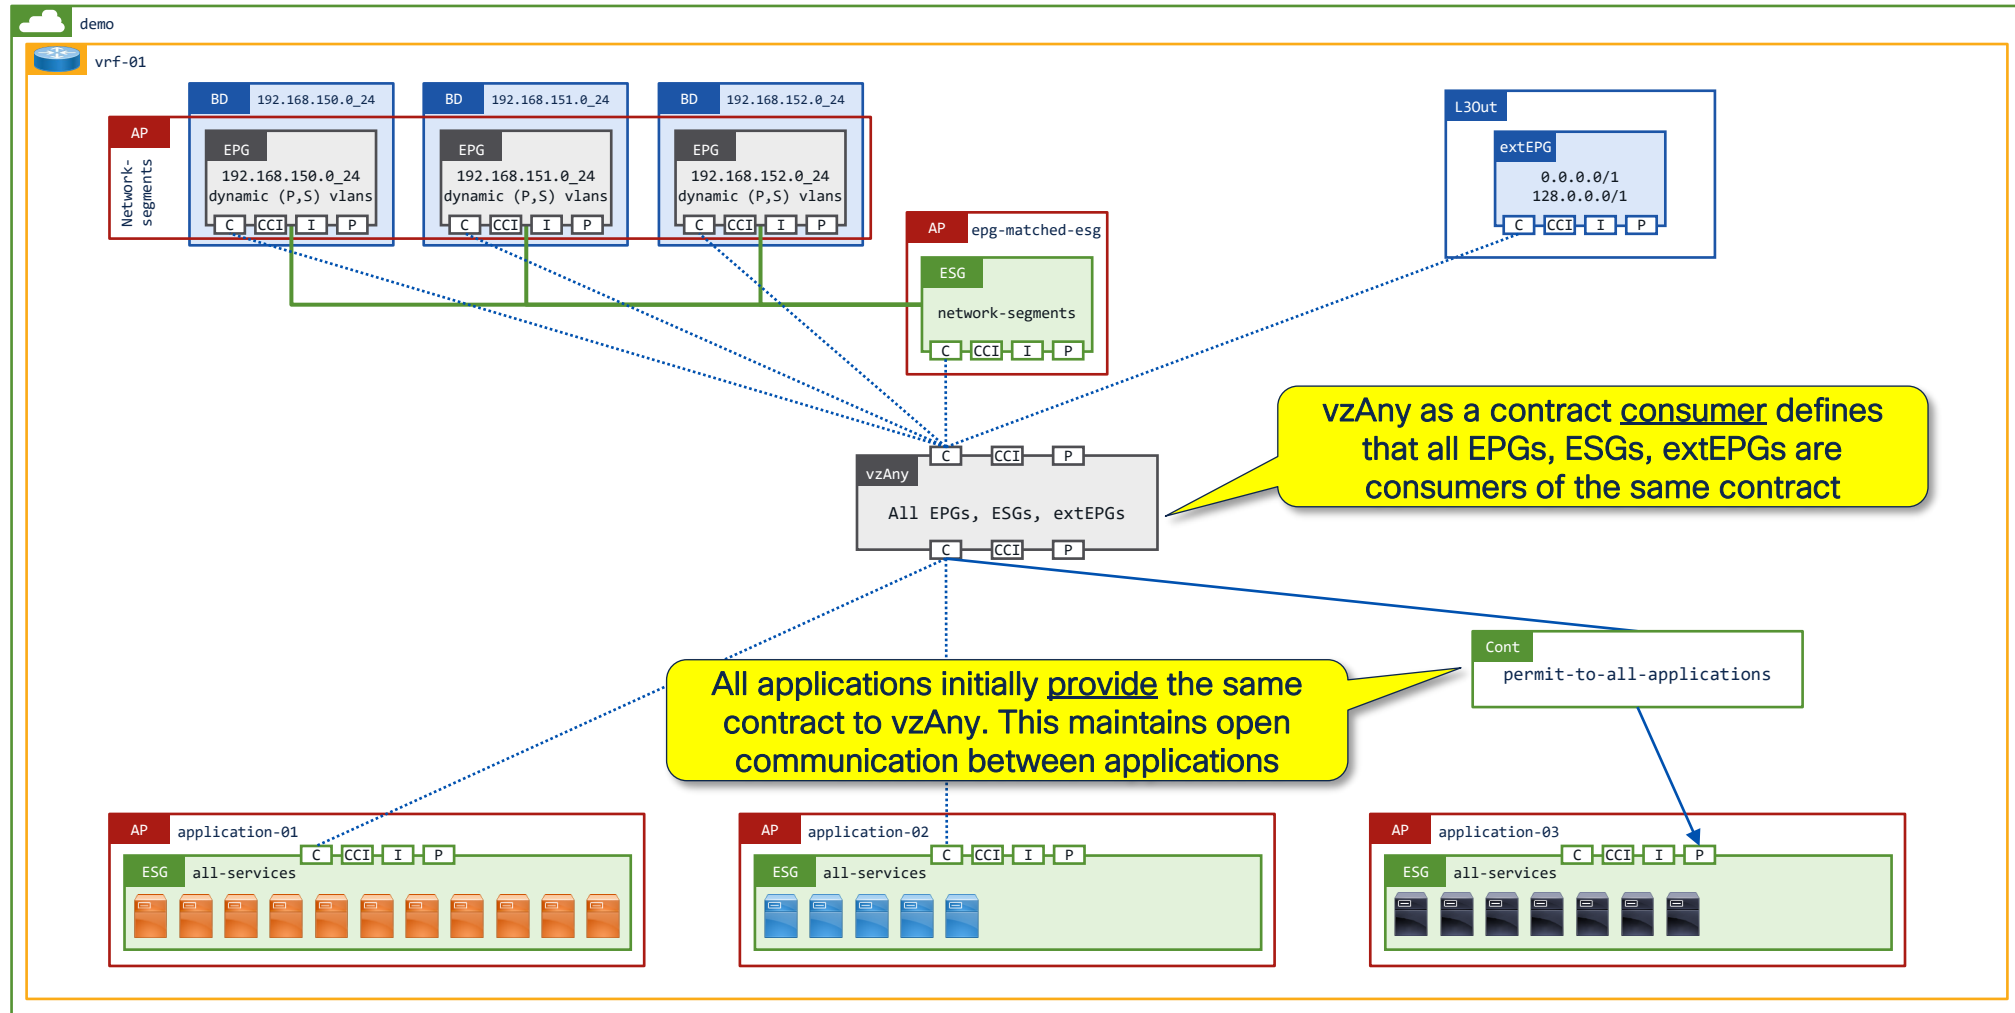 demo
vrf-01
BD 192.168.150.0_24
BD 192.168.151.0_24
BD 192.168.152.0_24
AP
Network-
segments
EPG
192.168.150.0_24
dynamic (P,S) vlans
C CCI I P
EPG
192.168.151.0_24
dynamic (P,S) vlans
C CCI I P
EPG
192.168.152.0_24
dynamic (P,S) vlans
C CCI I P
L3Out
extEPG
0.0.0.0/1
128.0.0.0/1
C CCI I P
AP epg-matched-esg
ESG
network-segments
C CCI I P
vzAny as a contract consumer defines
that all EPGs, ESGs, extEPGs are
consumers of the same contract
C CCI P
vzAny
All EPGs, ESGs, extEPGs
C CCI P
Cont
permit-to-all-applications
All applications initially provide the same
contract to vzAny. This maintains open
communication between applications
AP application-01
C CCI I P
ESG all-services
AP application-02
C CCI I P
ESG all-services
AP application-03
C CCI I P
ESG all-services